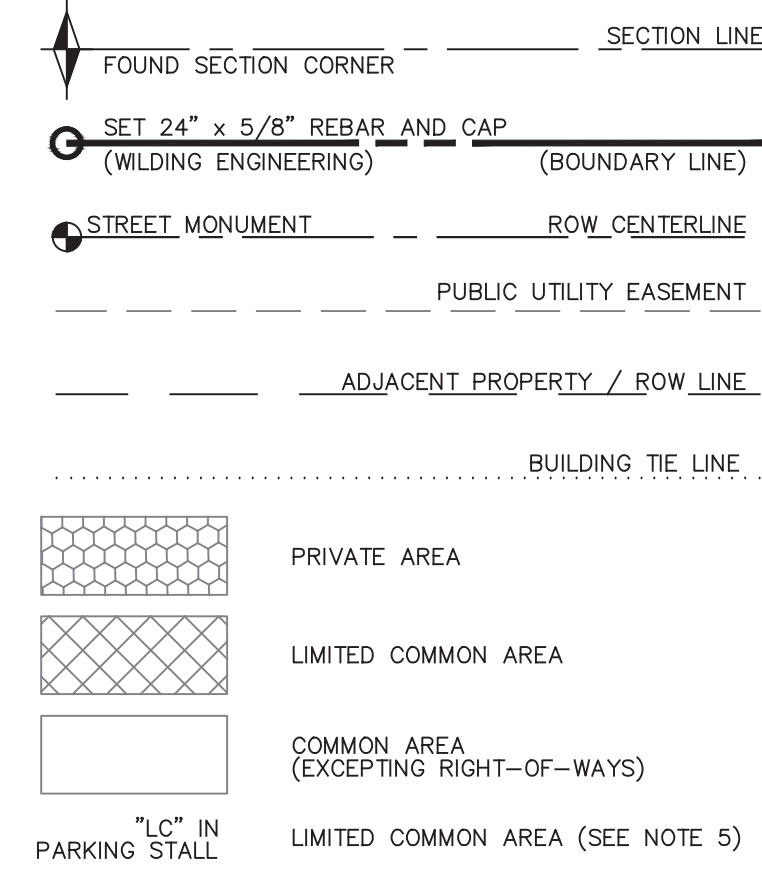 SECTION LINE
FOUND SECTION CORNER
SET 24” x 5/8” REBAR AND CAP
(WILDING ENGINEERING) (BOUNDARY LINE)
STREET MONUMENT ROW CENTERLINE
PUBLIC UTILITY EASEMENT
ADJACENT PROPERTY / ROW LINE
BUILDING TIE LINE
PRIVATE AREA
LIMITED COMMON AREA
COMMON AREA
(EXCEPTING RIGHT-OF-WAYS)
”LC” IN
PARKING STALL
LIMITED COMMON AREA (SEE NOTE 5)